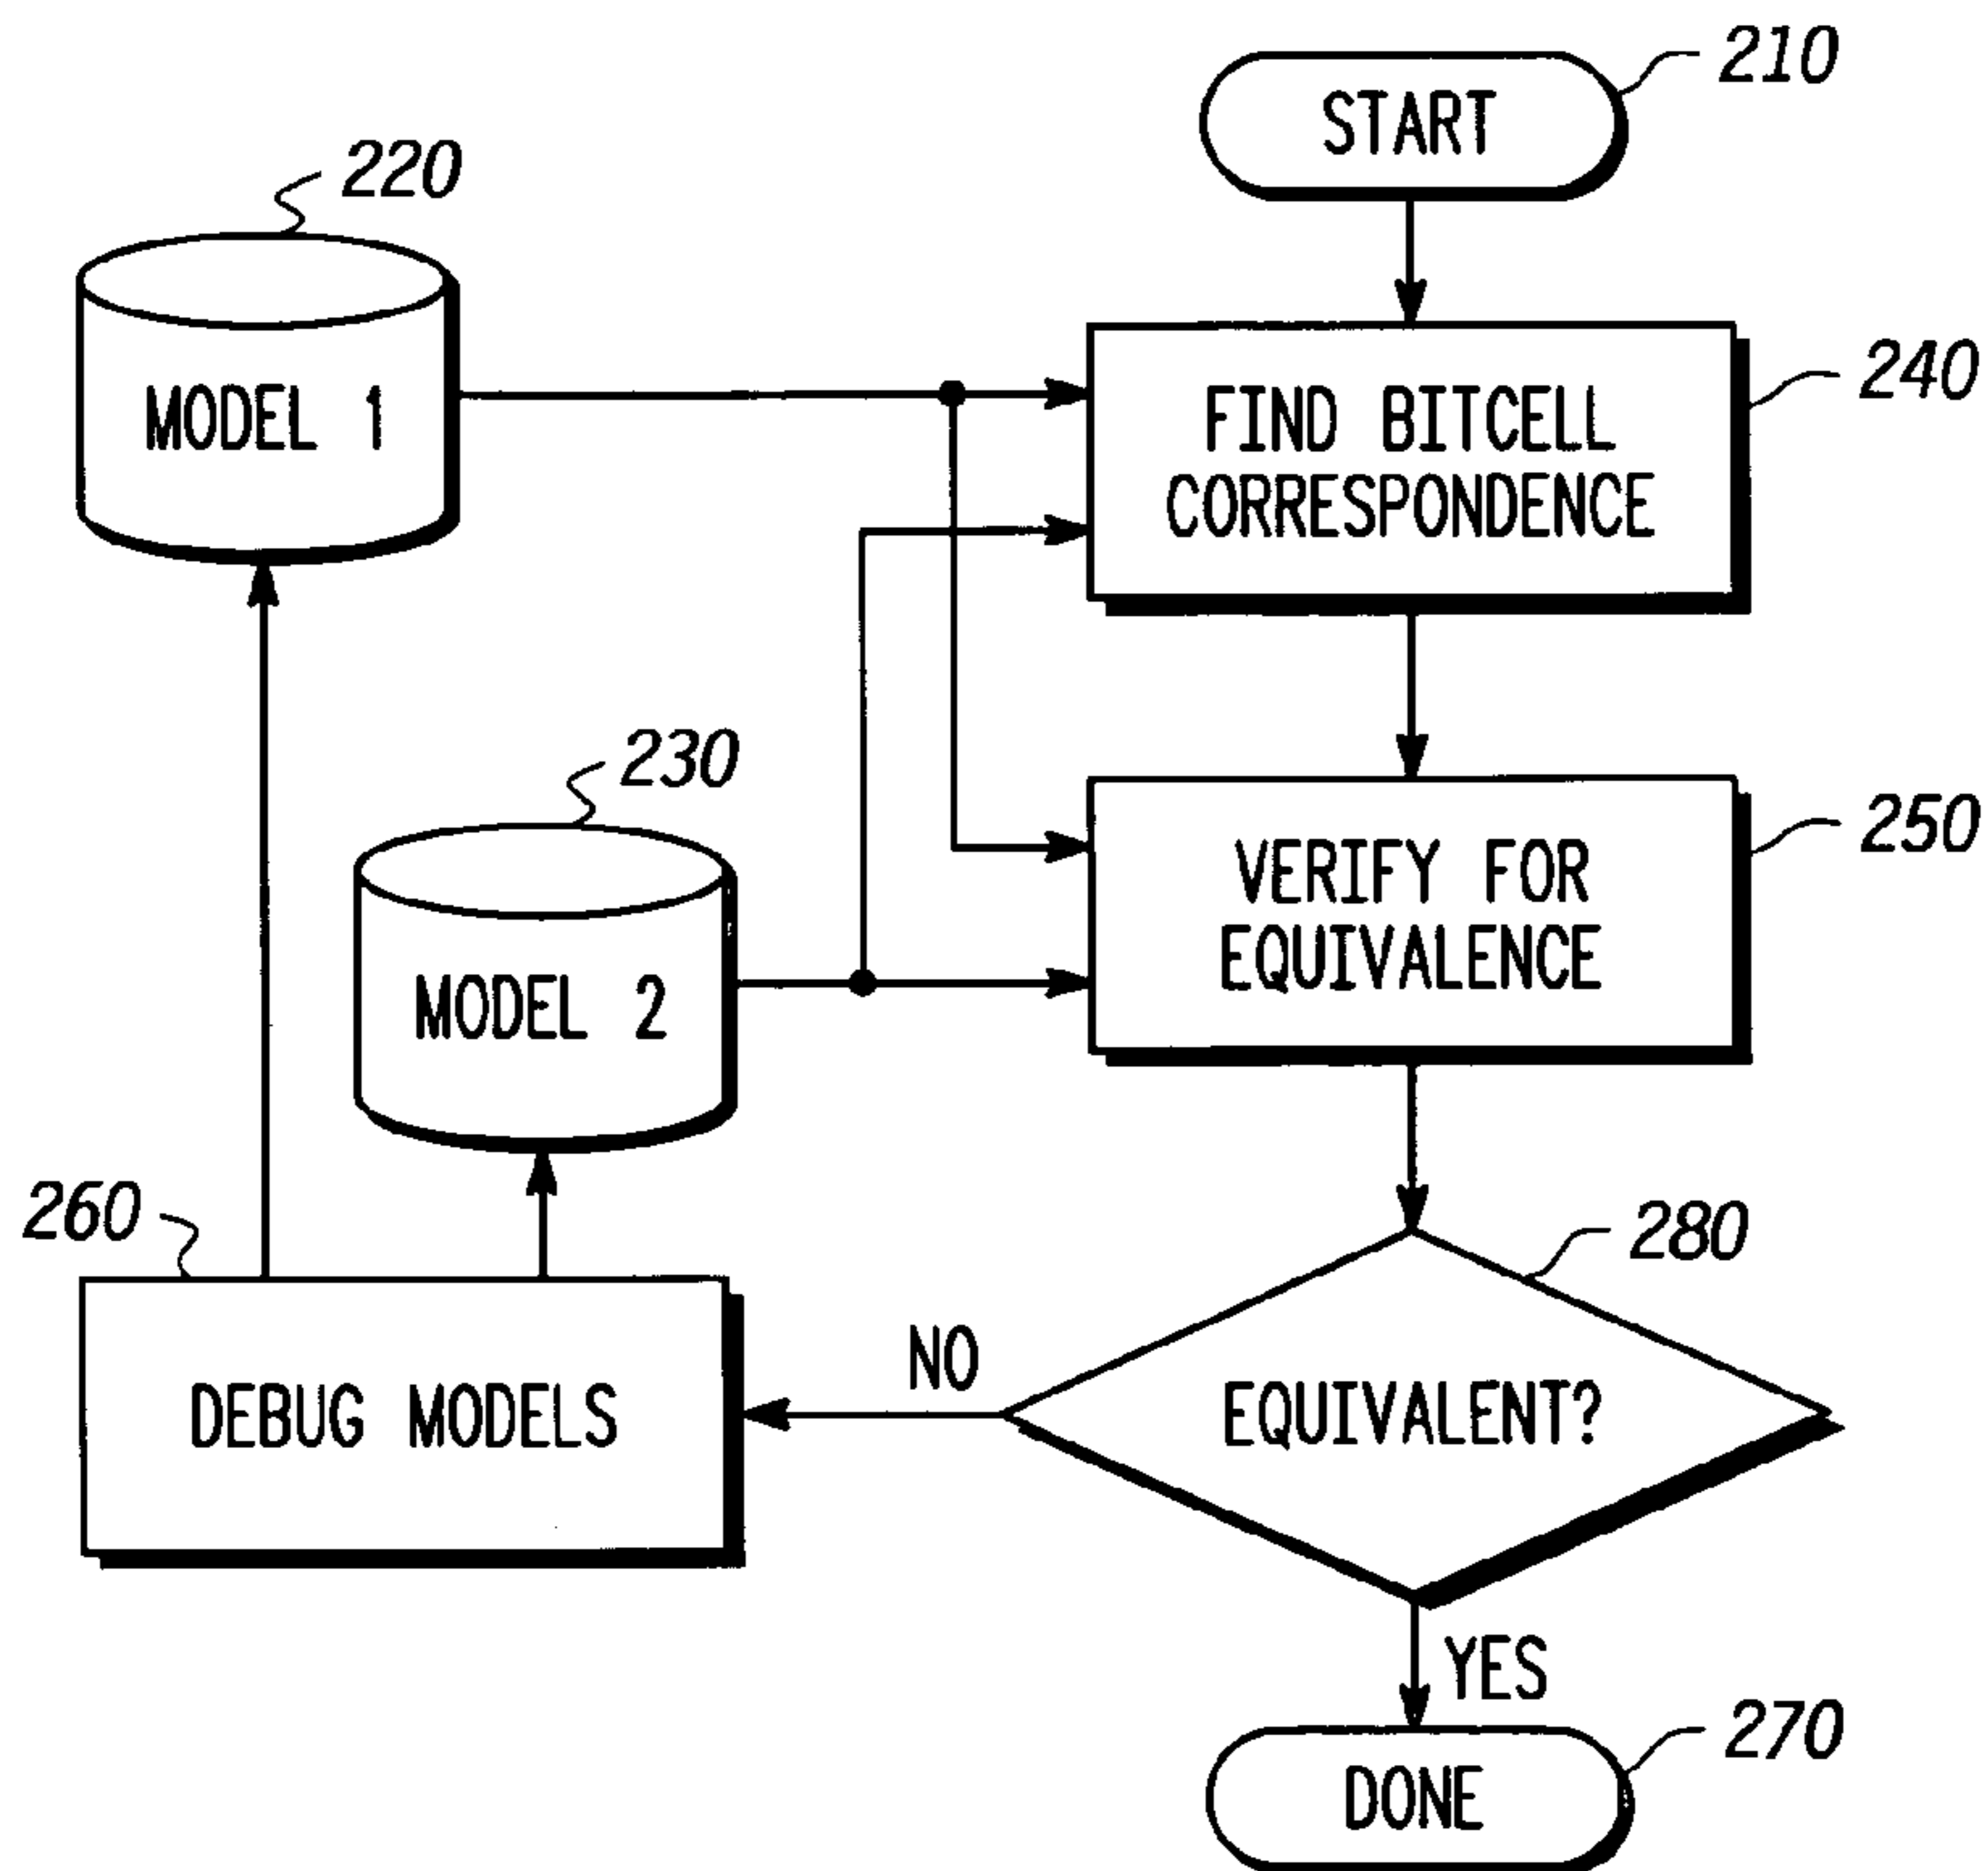 210
START
220
MODEL 1
240
FIND BITCELL
CORRESPONDENCE
230
MODEL 2
250
VERIFY FOR
EQUIVALENCE
260
DEBUG MODELS
NO
280
EQUIVALENT?
YES
270
DONE